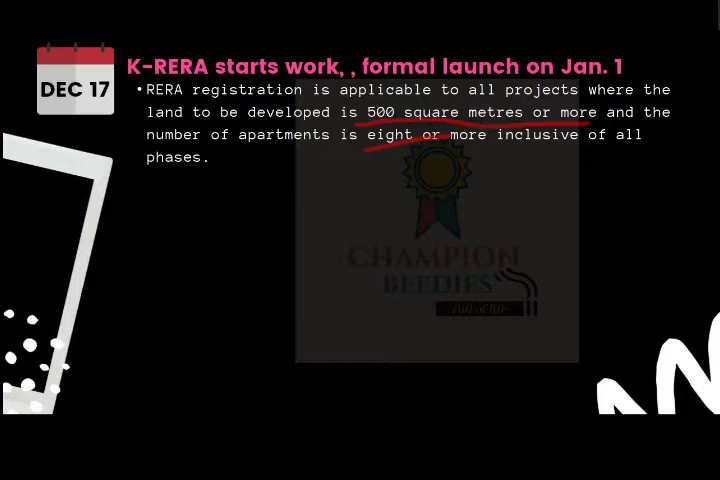 DEC 17
K-RERA starts work, , formal launch on Jan. 1
• RERA registration is applicable to all projects where the
land to be developed is 500 square metres or more and the
number of apartments is eight or more inclusive of all
phases.
CHAMPION
BEEDIES